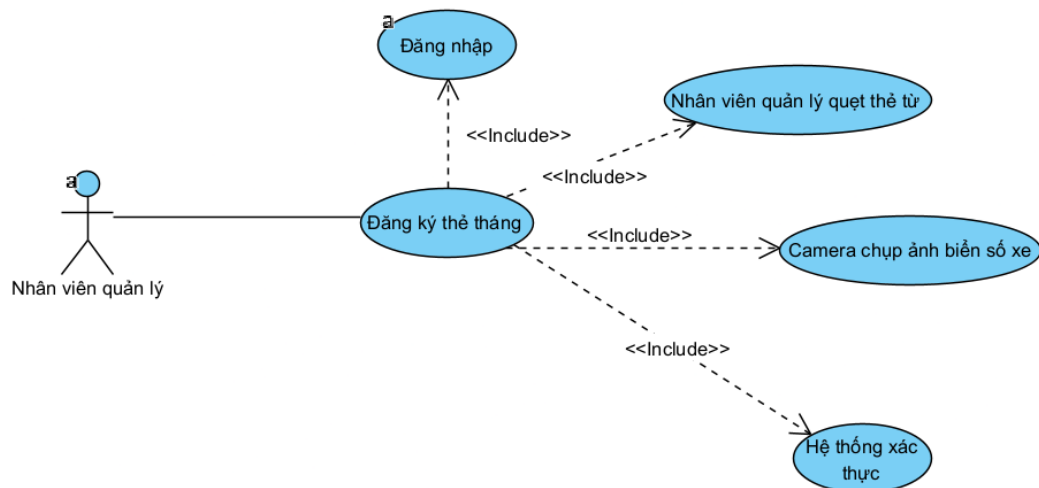 a
Đăng nhập
Nhân viên quản lý quẹt thẻ từ
<<Include>>
<<Include>>
a
Đăng ký thẻ tháng
<<Include>>
Camera chụp ảnh biển số xe
Nhân viên quản lý
<<Include>>
Hệ thống xác
thực